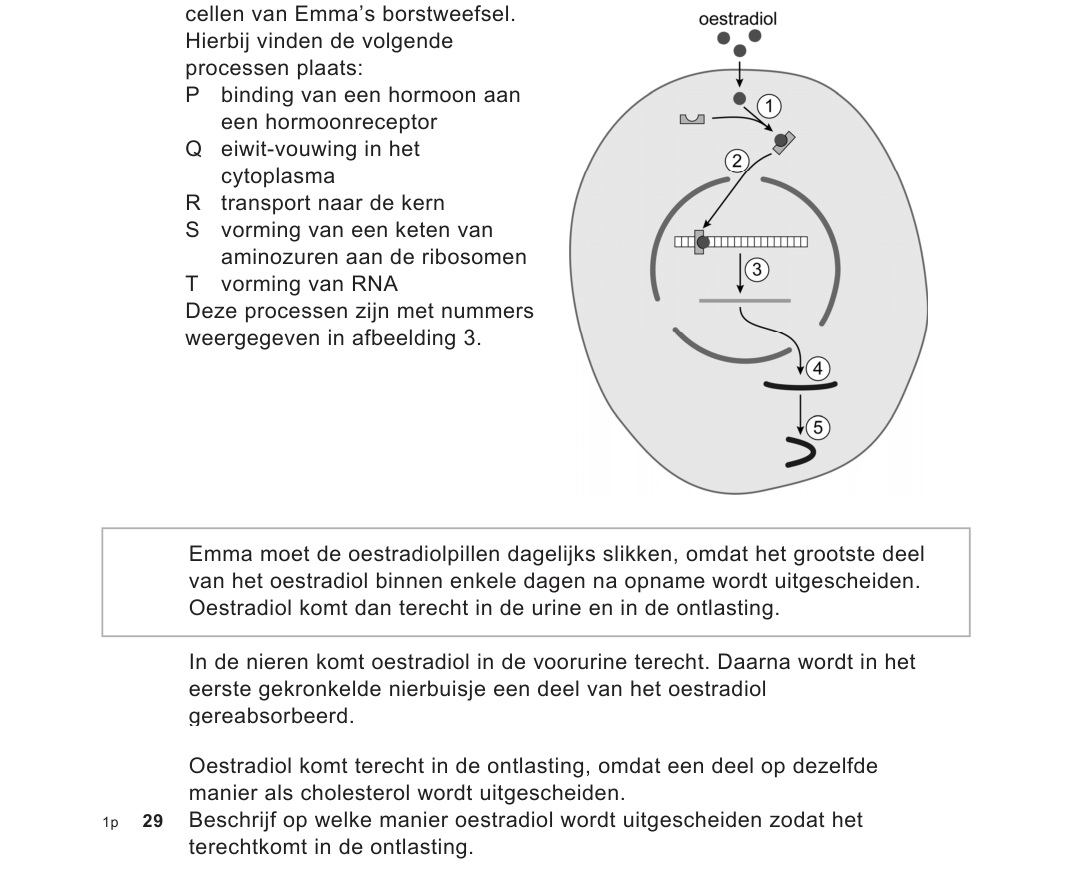 cellen van Emma’s borstweefsel.
Hierbij vinden de volgende
processen plaats:
P binding van een hormoon aan
een hormoonreceptor
Q eiwit-vouwing in het
cytoplasma
R transport naar de kern
S vorming van een keten van
aminozuren aan de ribosomen
T vorming van RNA
Deze processen zijn met nummers
weergegeven in afbeelding 3.
oestradiol
1
2
3
4
5
Emma moet de oestradiolpillen dagelijks slikken, omdat het grootste deel
van het oestradiol binnen enkele dagen na opname wordt uitgescheiden.
Oestradiol komt dan terecht in de urine en in de ontlasting.
In de nieren komt oestradiol in de voorurine terecht. Daarna wordt in het
eerste gekronkelde nierbuisje een deel van het oestradiol
gereabsorbeerd.
Oestradiol komt terecht in de ontlasting, omdat een deel op dezelfde
manier als cholesterol wordt uitgescheiden.
1p 29 Beschrijf op welke manier oestradiol wordt uitgescheiden zodat het
terechtkomt in de ontlasting.